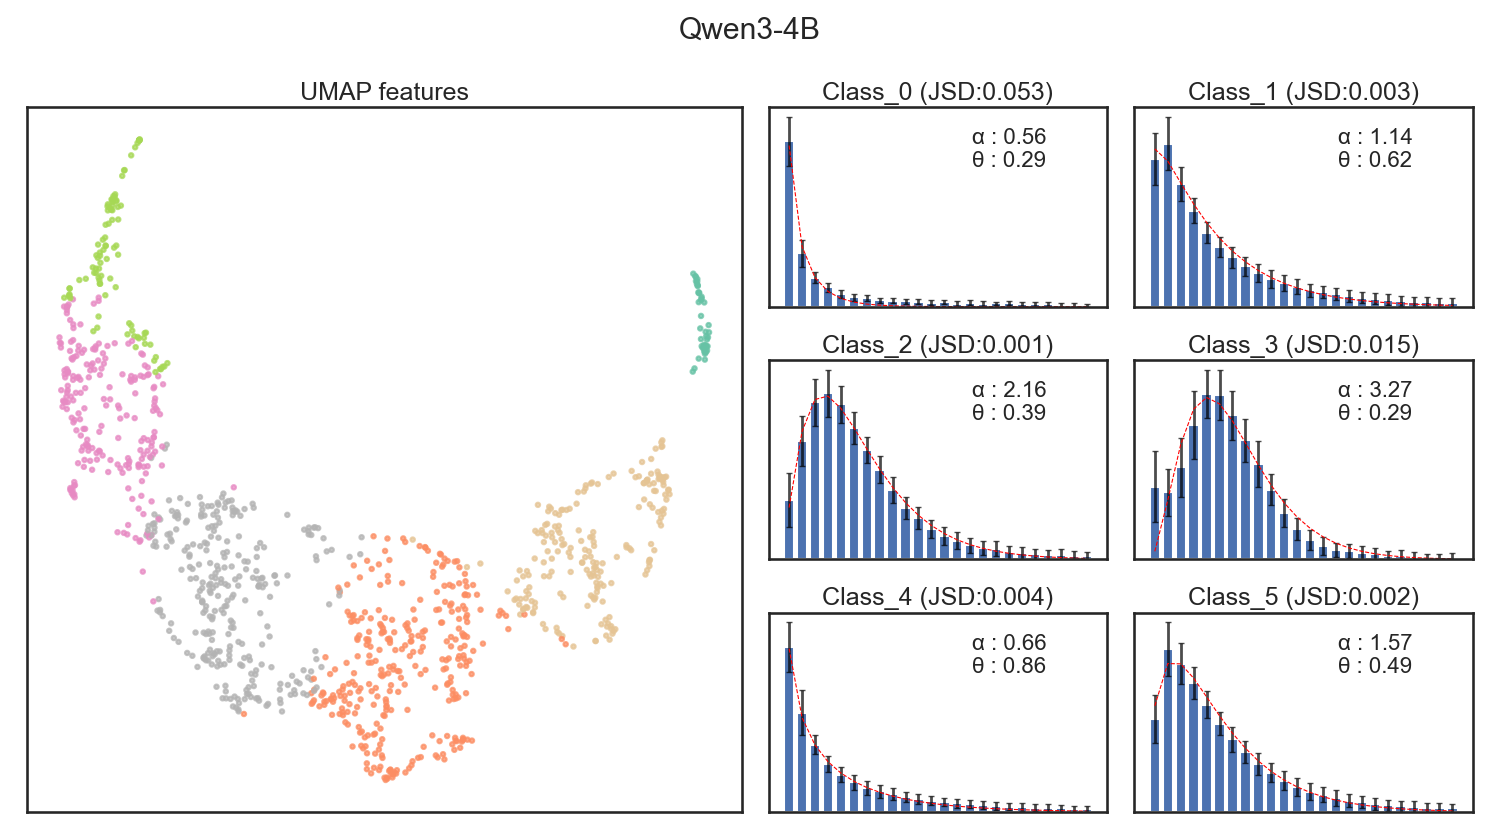 Qwen3-4B
UMAP features
Class_0 (JSD:0.053)
α : 0.56
θ : 0.29
Class_1 (JSD:0.003)
α : 1.14
θ : 0.62
Class_2 (JSD:0.001)
α : 2.16
θ : 0.39
Class_3 (JSD:0.015)
α : 3.27
θ : 0.29
Class_4 (JSD:0.004)
α : 0.66
θ : 0.86
Class_5 (JSD:0.002)
α : 1.57
θ : 0.49